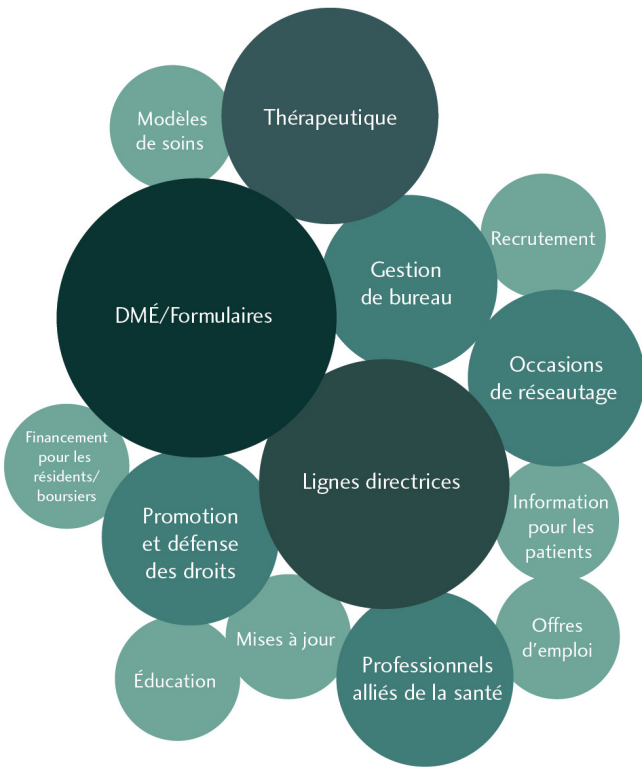 Thérapeutique
Modèles
de soins
Recrutement
Gestion
de bureau
DMÉ/Formulaires
Occasions
de réseautage
Financement
pour les
résidents/
boursiers
Lignes directrices
Information
pour les
patients
Promotion
et défense
des droits
Mises à jour
Offres
d'emploi
Professionnels
alliés de la santé
Éducation